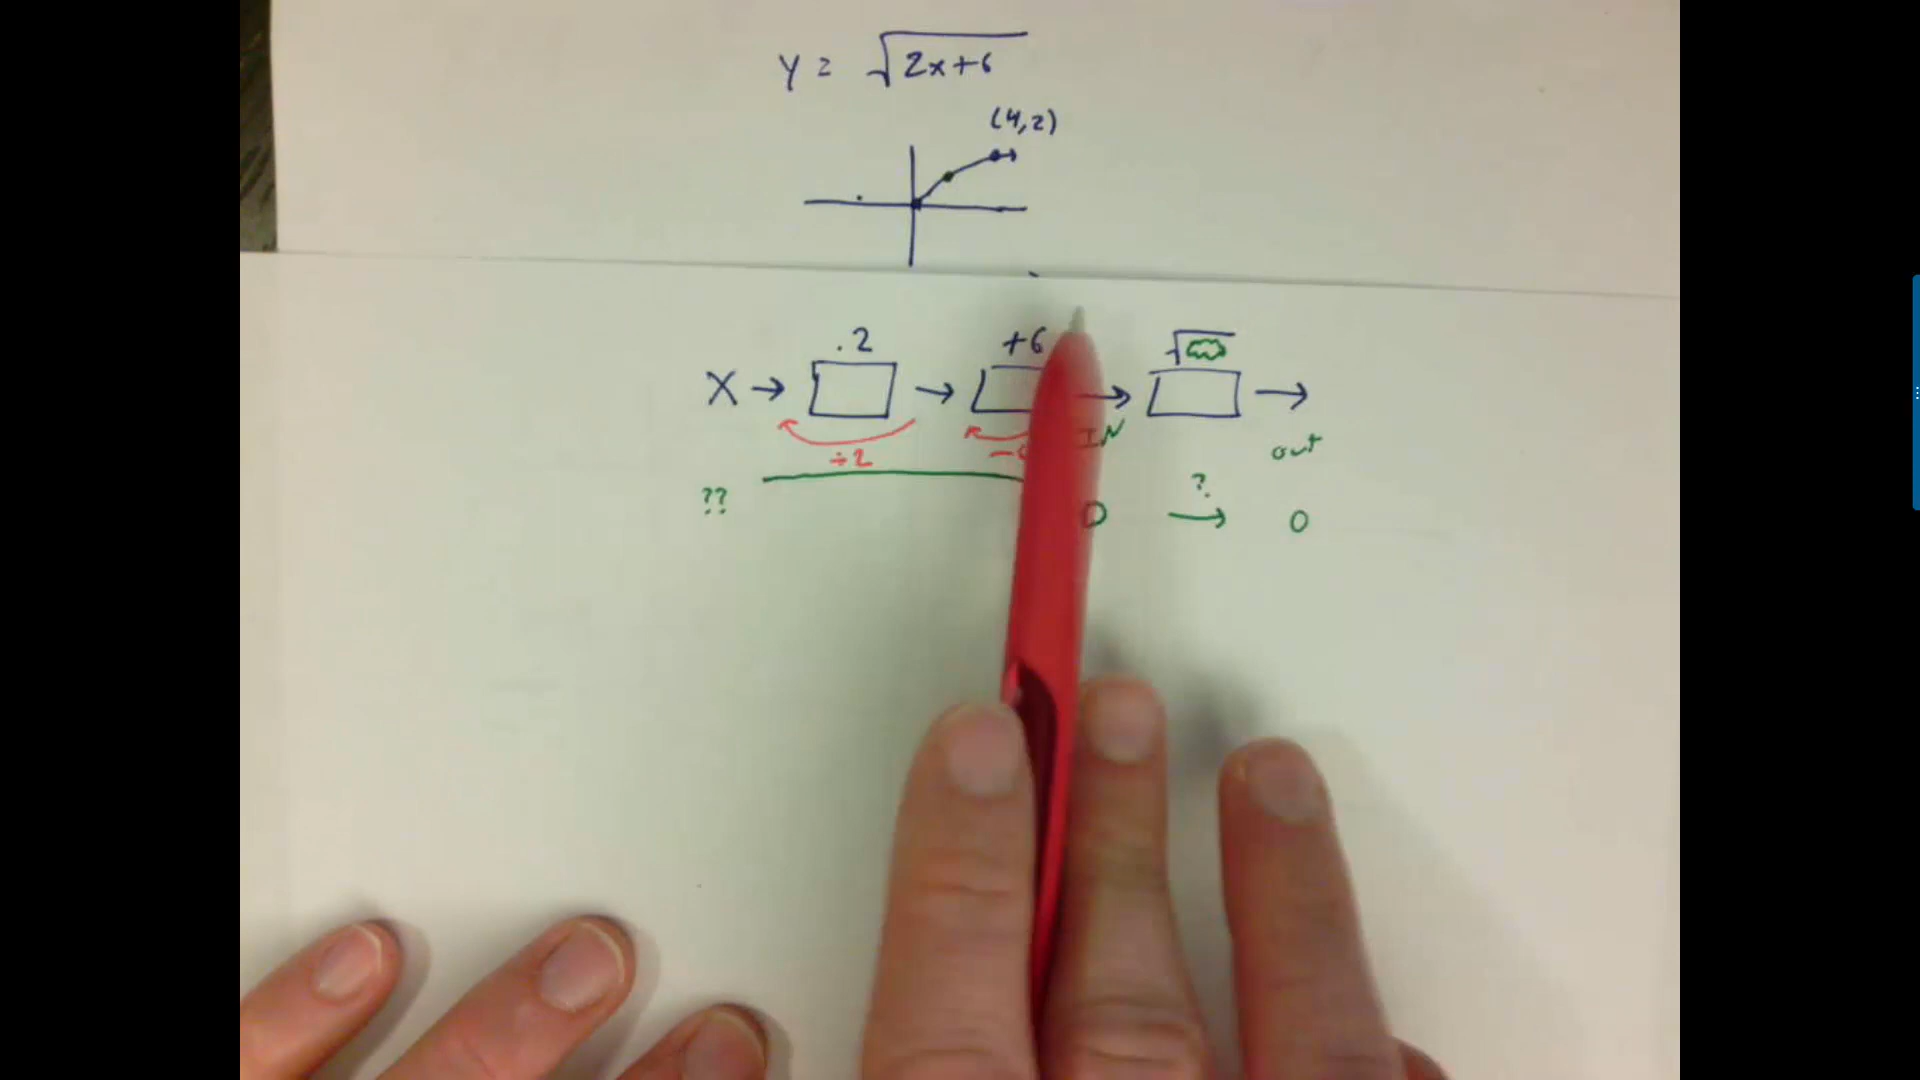 y = √2x+6
(4,2)
·2 +6 √
X → → → →
÷2 IN out
?? 0 ? → 0